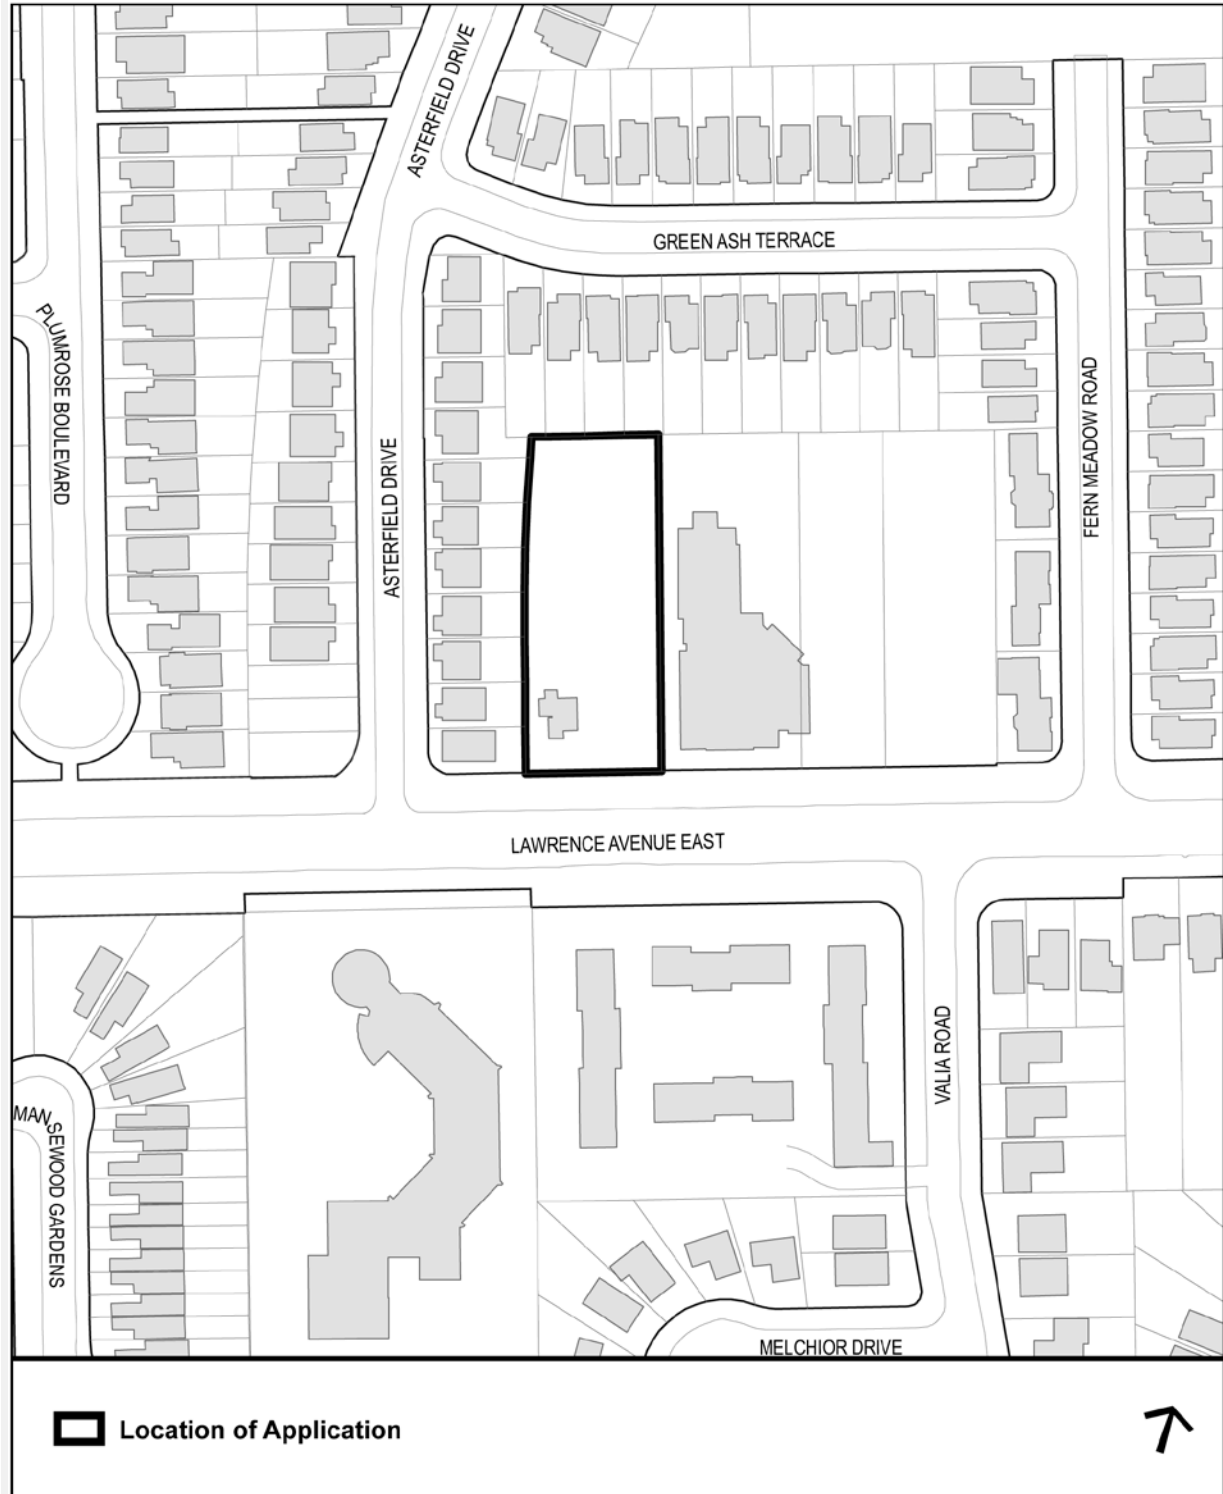 ASTERFIELD DRIVE
GREEN ASH TERRACE
PLUMROSE BOULEVARD
FERN MEADOW ROAD
ASTERFIELD DRIVE
LAWRENCE AVENUE EAST
VALIA ROAD
MAN
SEWOOD GARDENS
MELCHIOR DRIVE
Location of Application